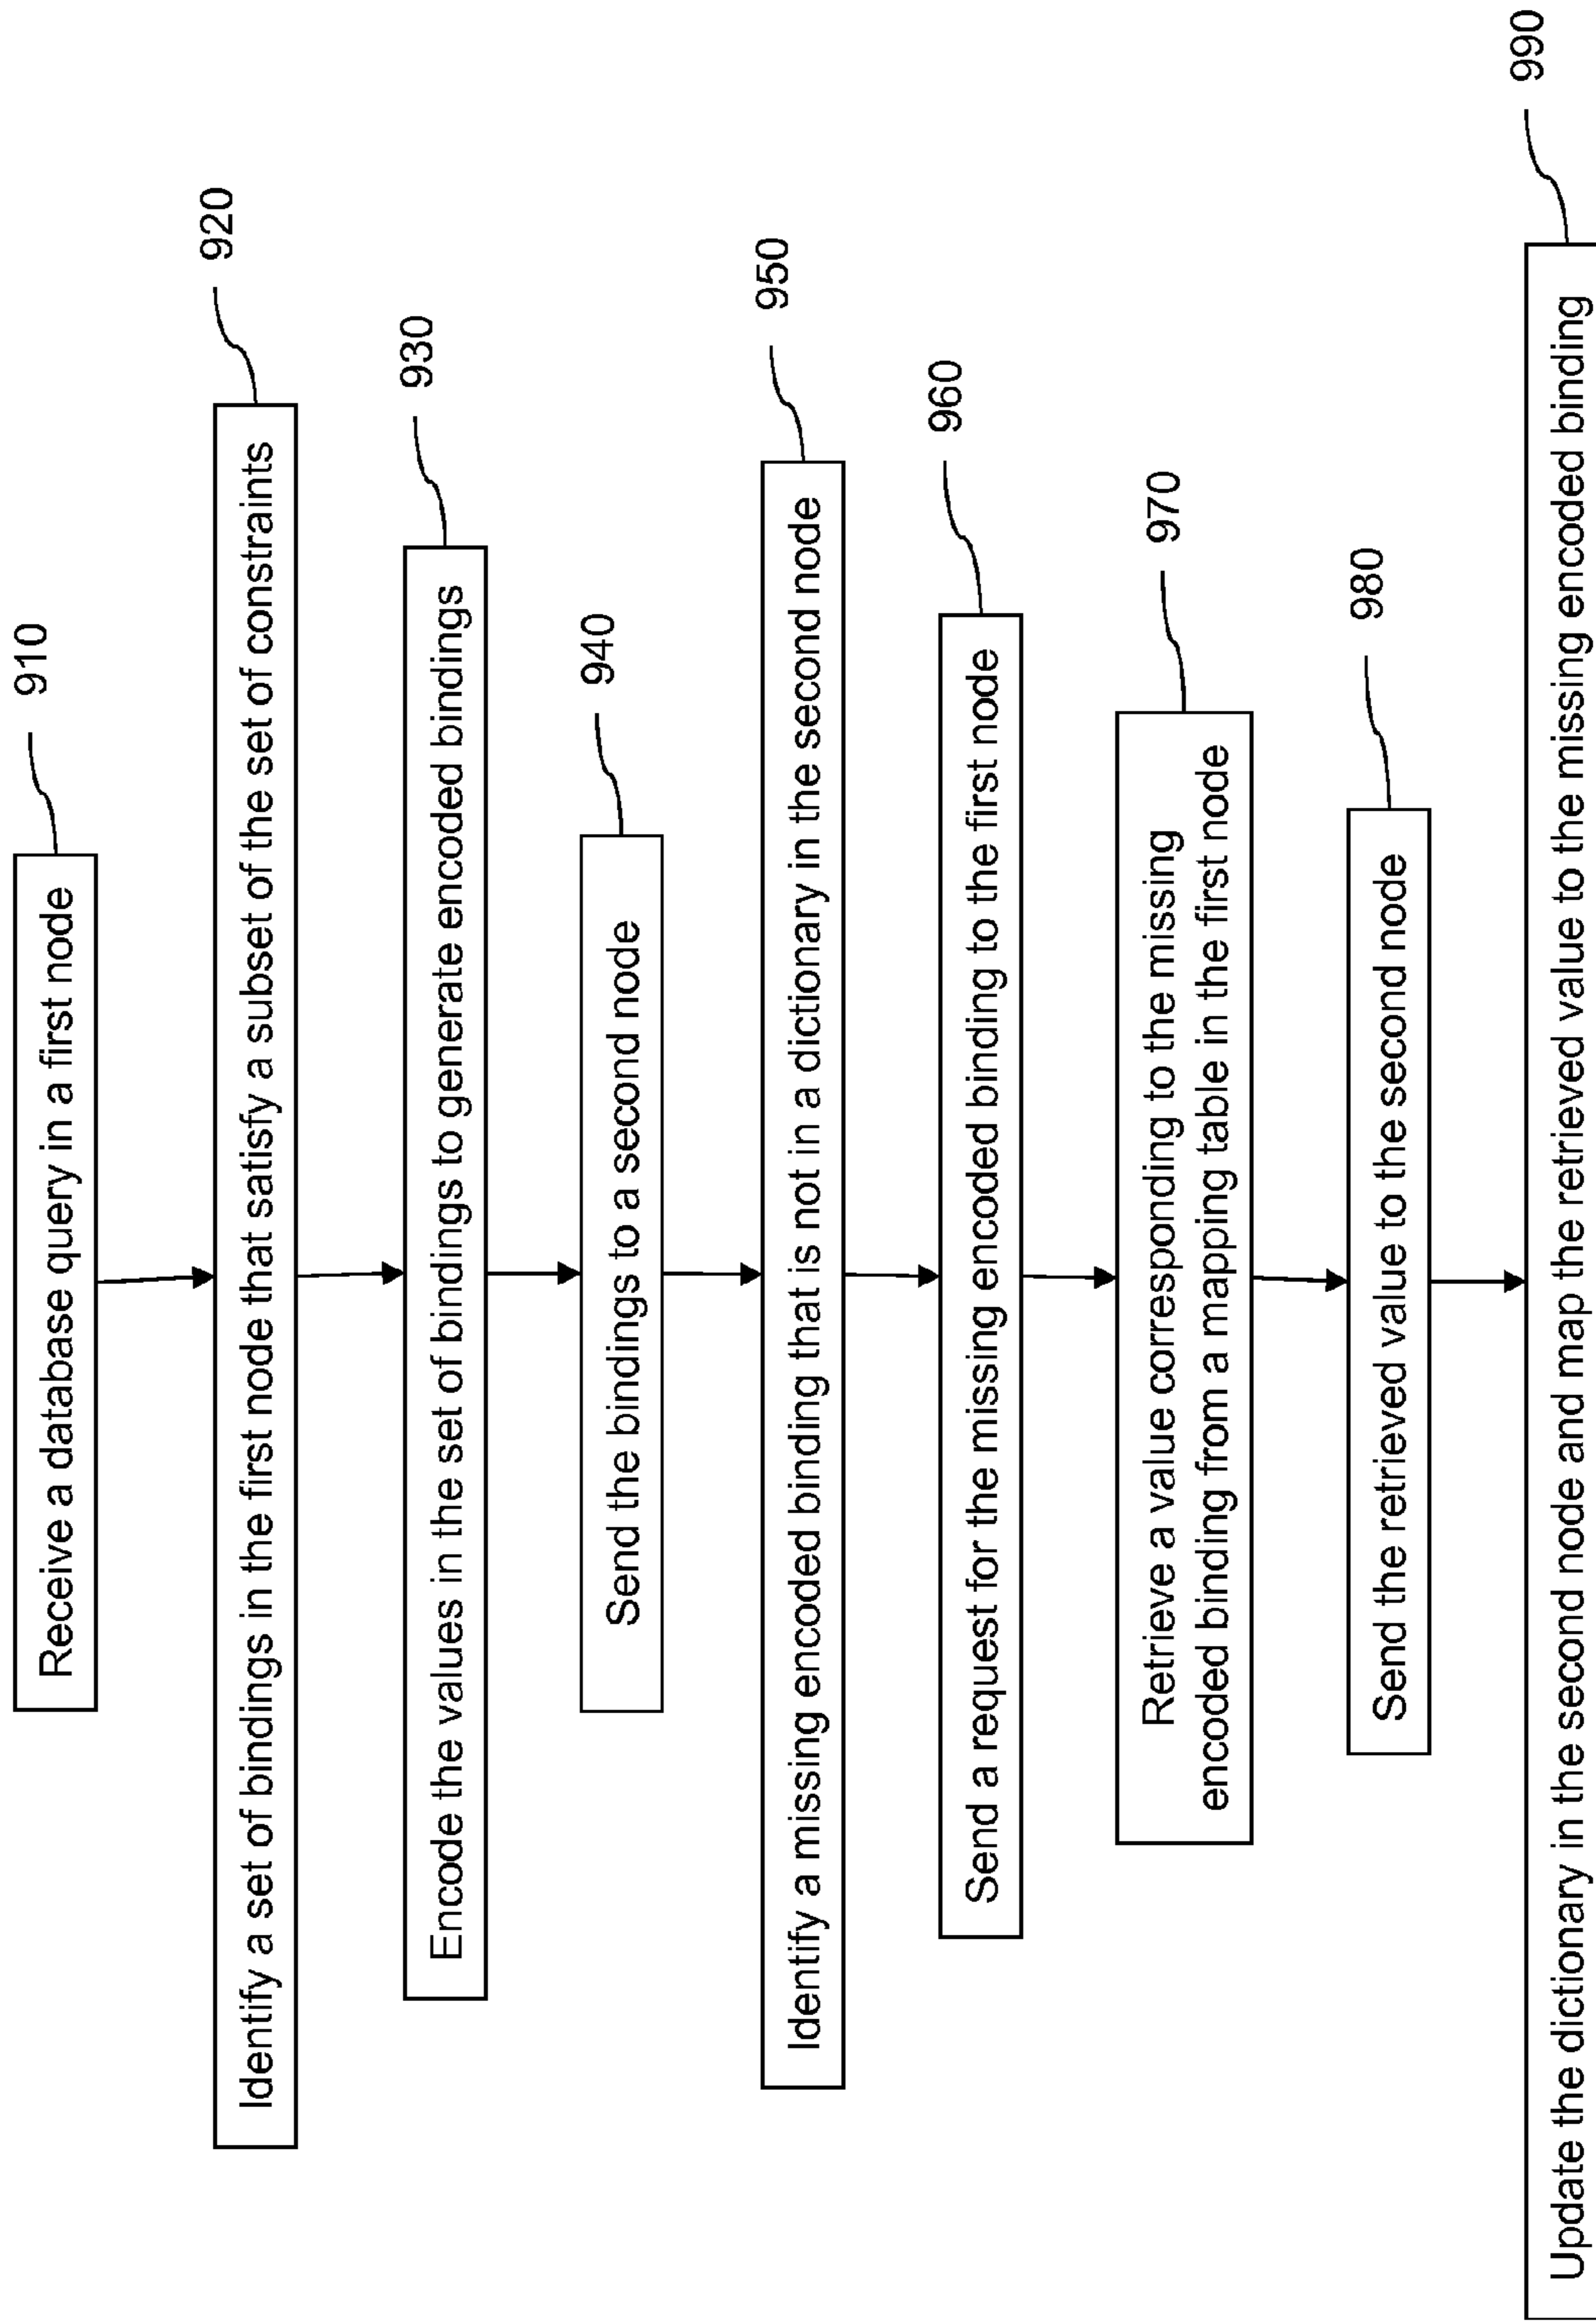 910
Receive a database query in a first node
920
Identify a set of bindings in the first node that satisfy a subset of the set of constraints
930
Encode the values in the set of bindings to generate encoded bindings
940
Send the bindings to a second node
950
Identify a missing encoded binding that is not in a dictionary in the second node
960
Send a request for the missing encoded binding to the first node
970
Retrieve a value corresponding to the missing
encoded binding from a mapping table in the first node
980
Send the retrieved value to the second node
990
Update the dictionary in the second node and map the retrieved value to the missing encoded binding